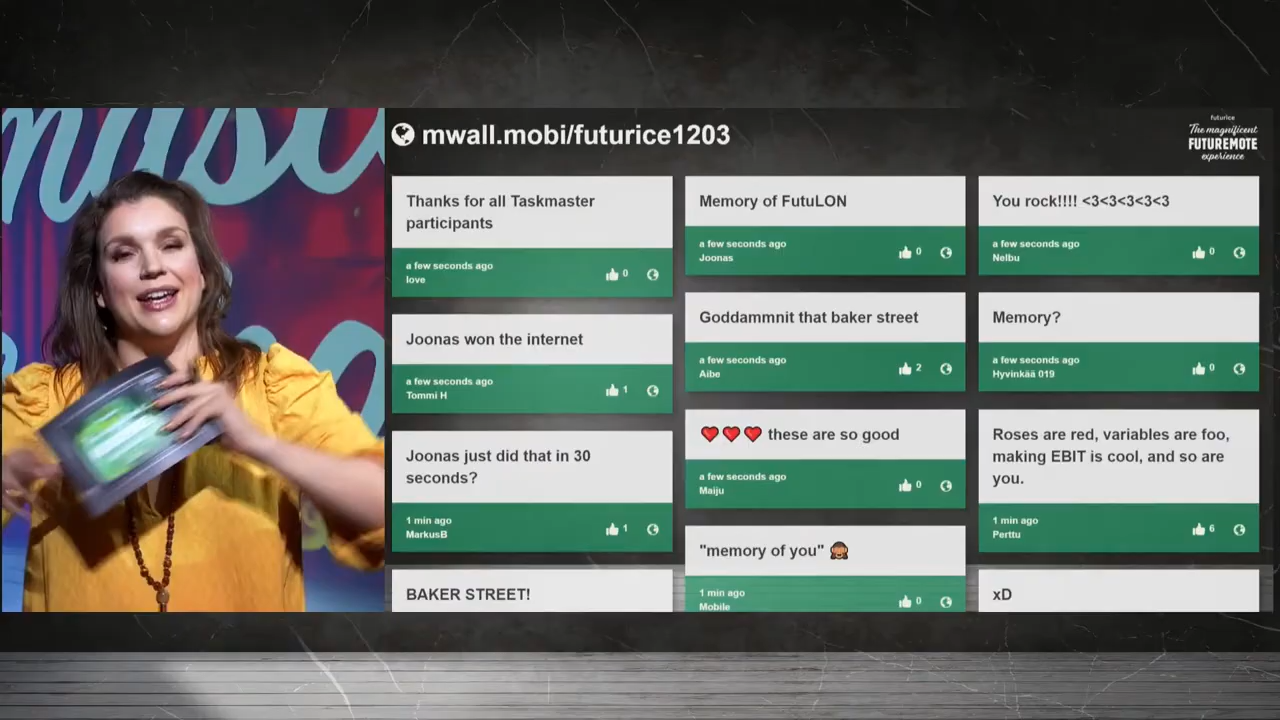 mwall.mobi/futurice1203
futurice
The magnificent
FUTUREMOTE
experience
Thanks for all Taskmaster
participants
a few seconds ago
love
0
Joonas won the internet
a few seconds ago
Tommi H
1
Joonas just did that in 30
seconds?
1 min ago
MarkusB
1
BAKER STREET!
Memory of FutuLON
a few seconds ago
Joonas
0
Goddammnit that baker street
a few seconds ago
Aibe
2
❤️❤️❤️ these are so good
a few seconds ago
Maiju
0
"memory of you" 🙈
1 min ago
Mobile
0
You rock!!!! <3<3<3<3<3
a few seconds ago
Nelbu
0
Memory?
a few seconds ago
Hyvinkää 019
0
Roses are red, variables are foo,
making EBIT is cool, and so are
you.
1 min ago
Perttu
6
xD